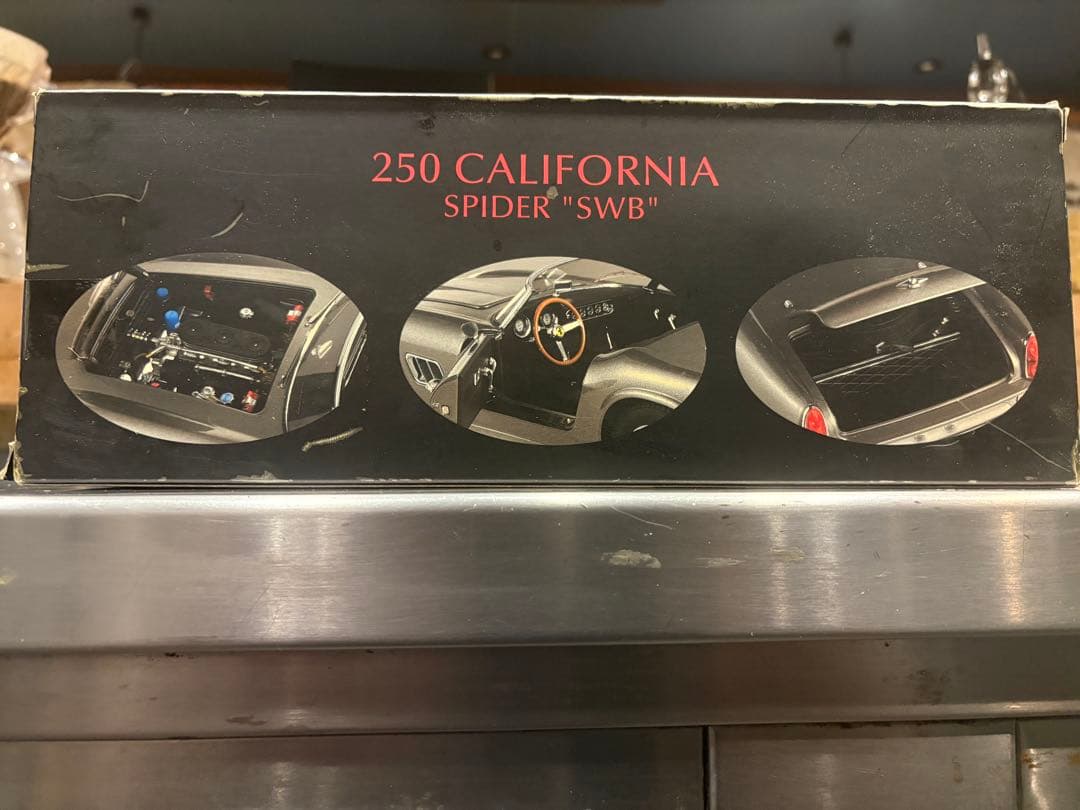 250 CALIFORNIA
SPIDER "SWB"